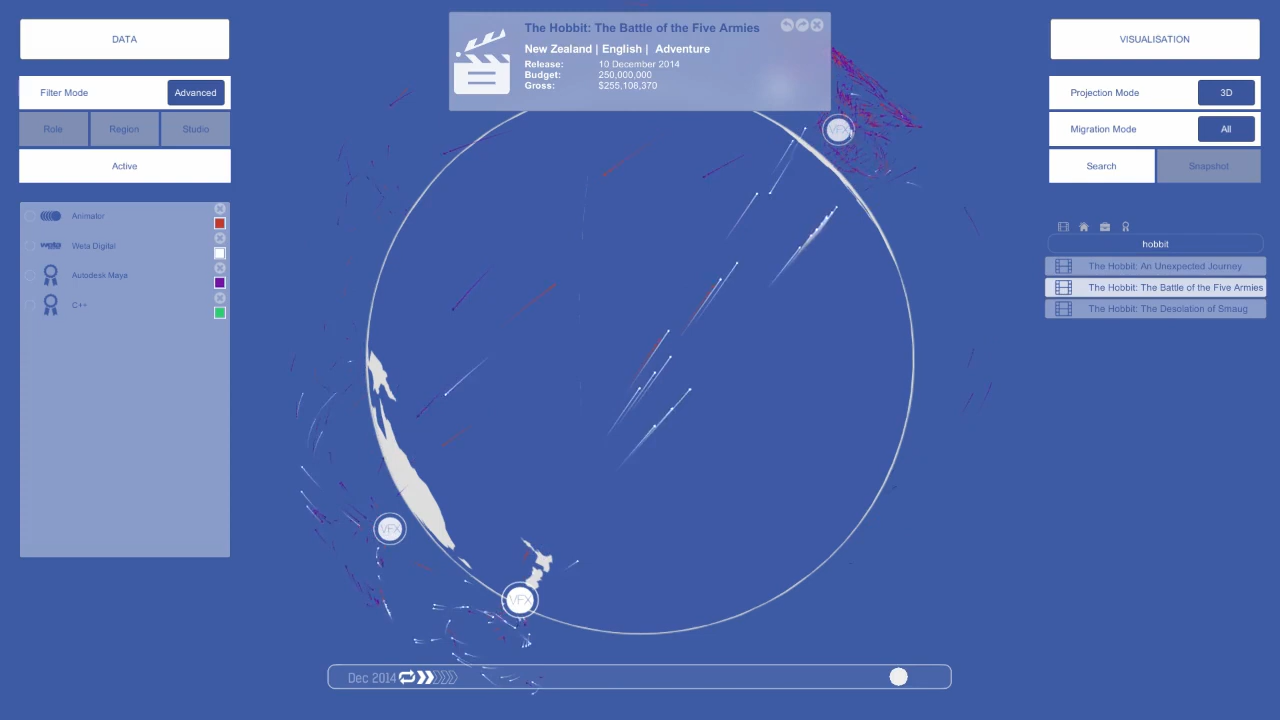 DATA
Filter Mode
Advanced
Role
Region
Studio
Active
Animator
weta
Weta Digital
Autodesk Maya
C++
The Hobbit: The Battle of the Five Armies
New Zealand | English | Adventure
Release: 10 December 2014
Budget: 250,000,000
Gross: $255,108,370
VFX
VFX
VFX
Dec 2014
VISUALISATION
Projection Mode
3D
Migration Mode
All
Search
Snapshot
hobbit
The Hobbit: An Unexpected Journey
The Hobbit: The Battle of the Five Armies
The Hobbit: The Desolation of Smaug